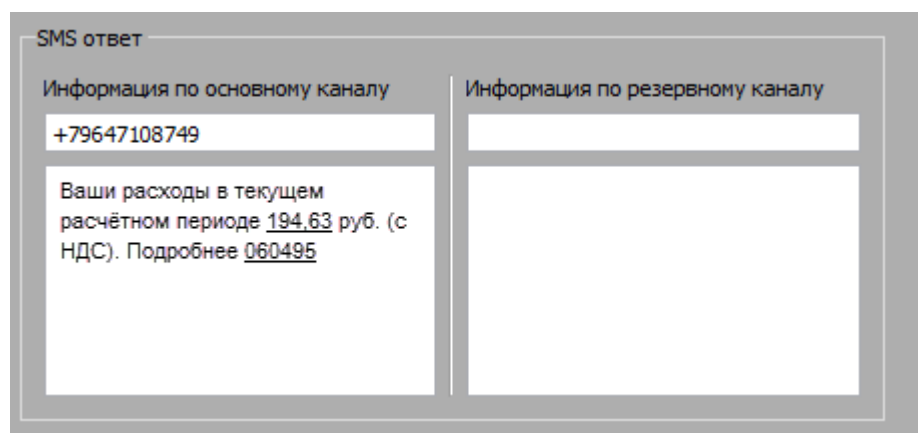 SMS ответ
Информация по основному каналу
+79647108749
Ваши расходы в текущем
расчётном периоде 194,63 руб. (с
НДС). Подробнее 060495
Информация по резервному каналу